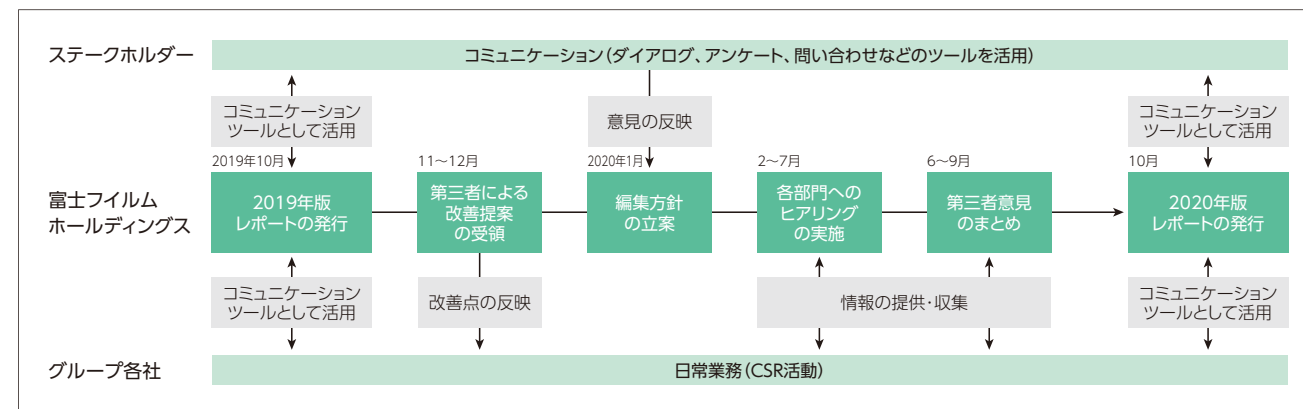 ステークホルダー
コミュニケーション(ダイアログ、アンケート、問い合わせなどのツールを活用)
コミュニケーション
ツールとして活用
意見の反映
コミュニケーション
ツールとして活用
富士フイルム
ホールディングス
2019年10月
2019年版
レポートの発行
11〜12月
第三者による
改善提案
の受領
2020年1月
編集方針
の立案
2〜7月
各部門への
ヒアリング
の実施
6〜9月
第三者意見
のまとめ
10月
2020年版
レポートの発行
コミュニケーション
ツールとして活用
改善点の反映
情報の提供・収集
コミュニケーション
ツールとして活用
グループ各社
日常業務(CSR活動)